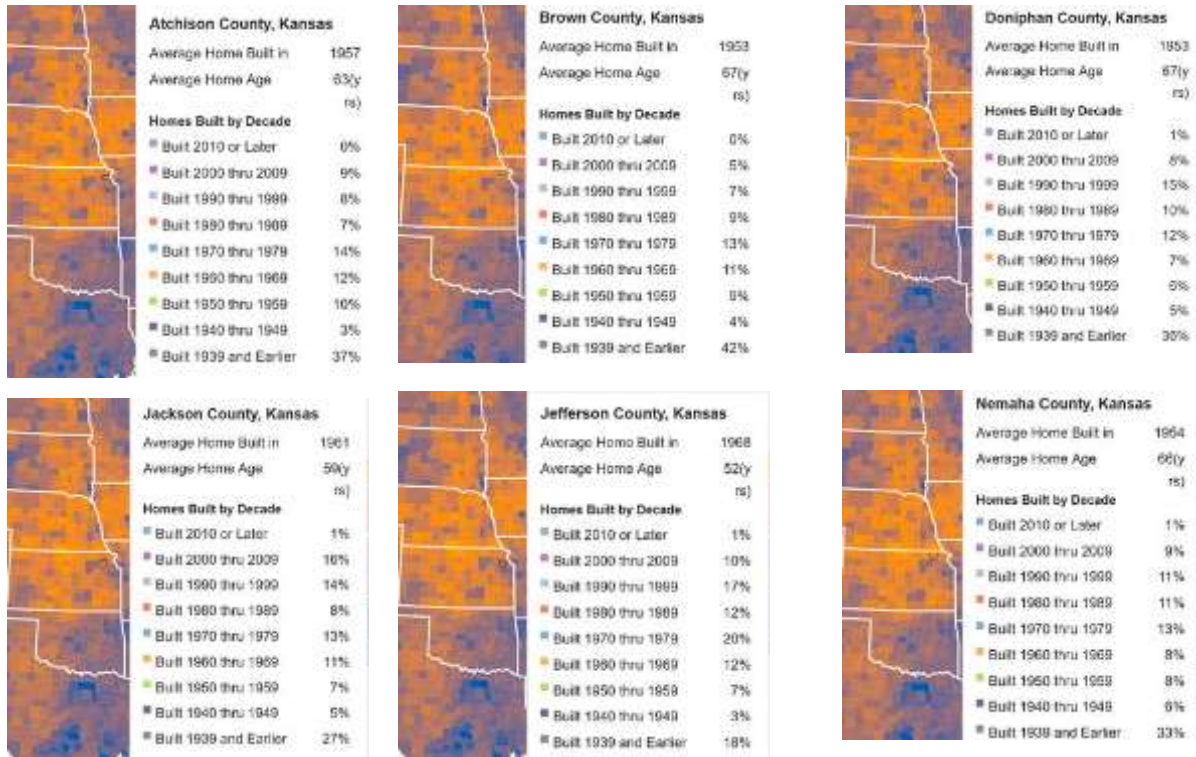 Atchison County, Kansas
Average Home Built in 1957
Average Home Age 63(y
rs)
Homes Built by Decade
Built 2010 or Later 0%
Built 2000 thru 2009 9%
Built 1990 thru 1999 8%
Built 1980 thru 1989 7%
Built 1970 thru 1979 14%
Built 1960 thru 1969 12%
Built 1950 thru 1959 10%
Built 1940 thru 1949 3%
Built 1939 and Earlier 37%
Brown County, Kansas
Average Home Built in 1953
Average Home Age 67(y
rs)
Homes Built by Decade
Built 2010 or Later 0%
Built 2000 thru 2009 5%
Built 1990 thru 1999 7%
Built 1980 thru 1989 9%
Built 1970 thru 1979 13%
Built 1960 thru 1969 11%
Built 1950 thru 1959 9%
Built 1940 thru 1949 4%
Built 1939 and Earlier 42%
Doniphan County, Kansas
Average Home Built in 1953
Average Home Age 67(y
rs)
Homes Built by Decade
Built 2010 or Later 1%
Built 2000 thru 2009 8%
Built 1990 thru 1999 15%
Built 1980 thru 1989 10%
Built 1970 thru 1979 12%
Built 1960 thru 1969 7%
Built 1950 thru 1959
Built 1940 thru 1949 5%
Built 1939 and Earlier
Jackson County, Kansas
Average Home Built in 1961
Average Home Age 59(y
rs)
Homes Built by Decade
Built 2010 or Later 1%
Built 2000 thru 2009 16%
Built 1990 thru 1999 14%
Built 1980 thru 1989 8%
Built 1970 thru 1979 13%
Built 1960 thru 1969 11%
Built 1950 thru 1959 7%
Built 1940 thru 1949 5%
Built 1939 and Earlier 27%
Jefferson County, Kansas
Average Home Built in 1968
Average Home Age 52(y
rs)
Homes Built by Decade
Built 2010 or Later 1%
Built 2000 thru 2009 10%
Built 1990 thru 1999 17%
Built 1980 thru 1989 12%
Built 1970 thru 1979 20%
Built 1960 thru 1969 12%
Built 1950 thru 1959 7%
Built 1940 thru 1949 3%
Built 1939 and Earlier 18%
Nemaha County, Kansas
Average Home Built in 1954
Average Home Age 66(y
rs)
Homes Built by Decade
Built 2010 or Later 1%
Built 2000 thru 2009 9%
Built 1990 thru 1999 11%
Built 1980 thru 1989 11%
Built 1970 thru 1979 13%
Built 1960 thru 1969 8%
Built 1950 thru 1959 8%
Built 1940 thru 1949 6%
Built 1939 and Earlier 33%